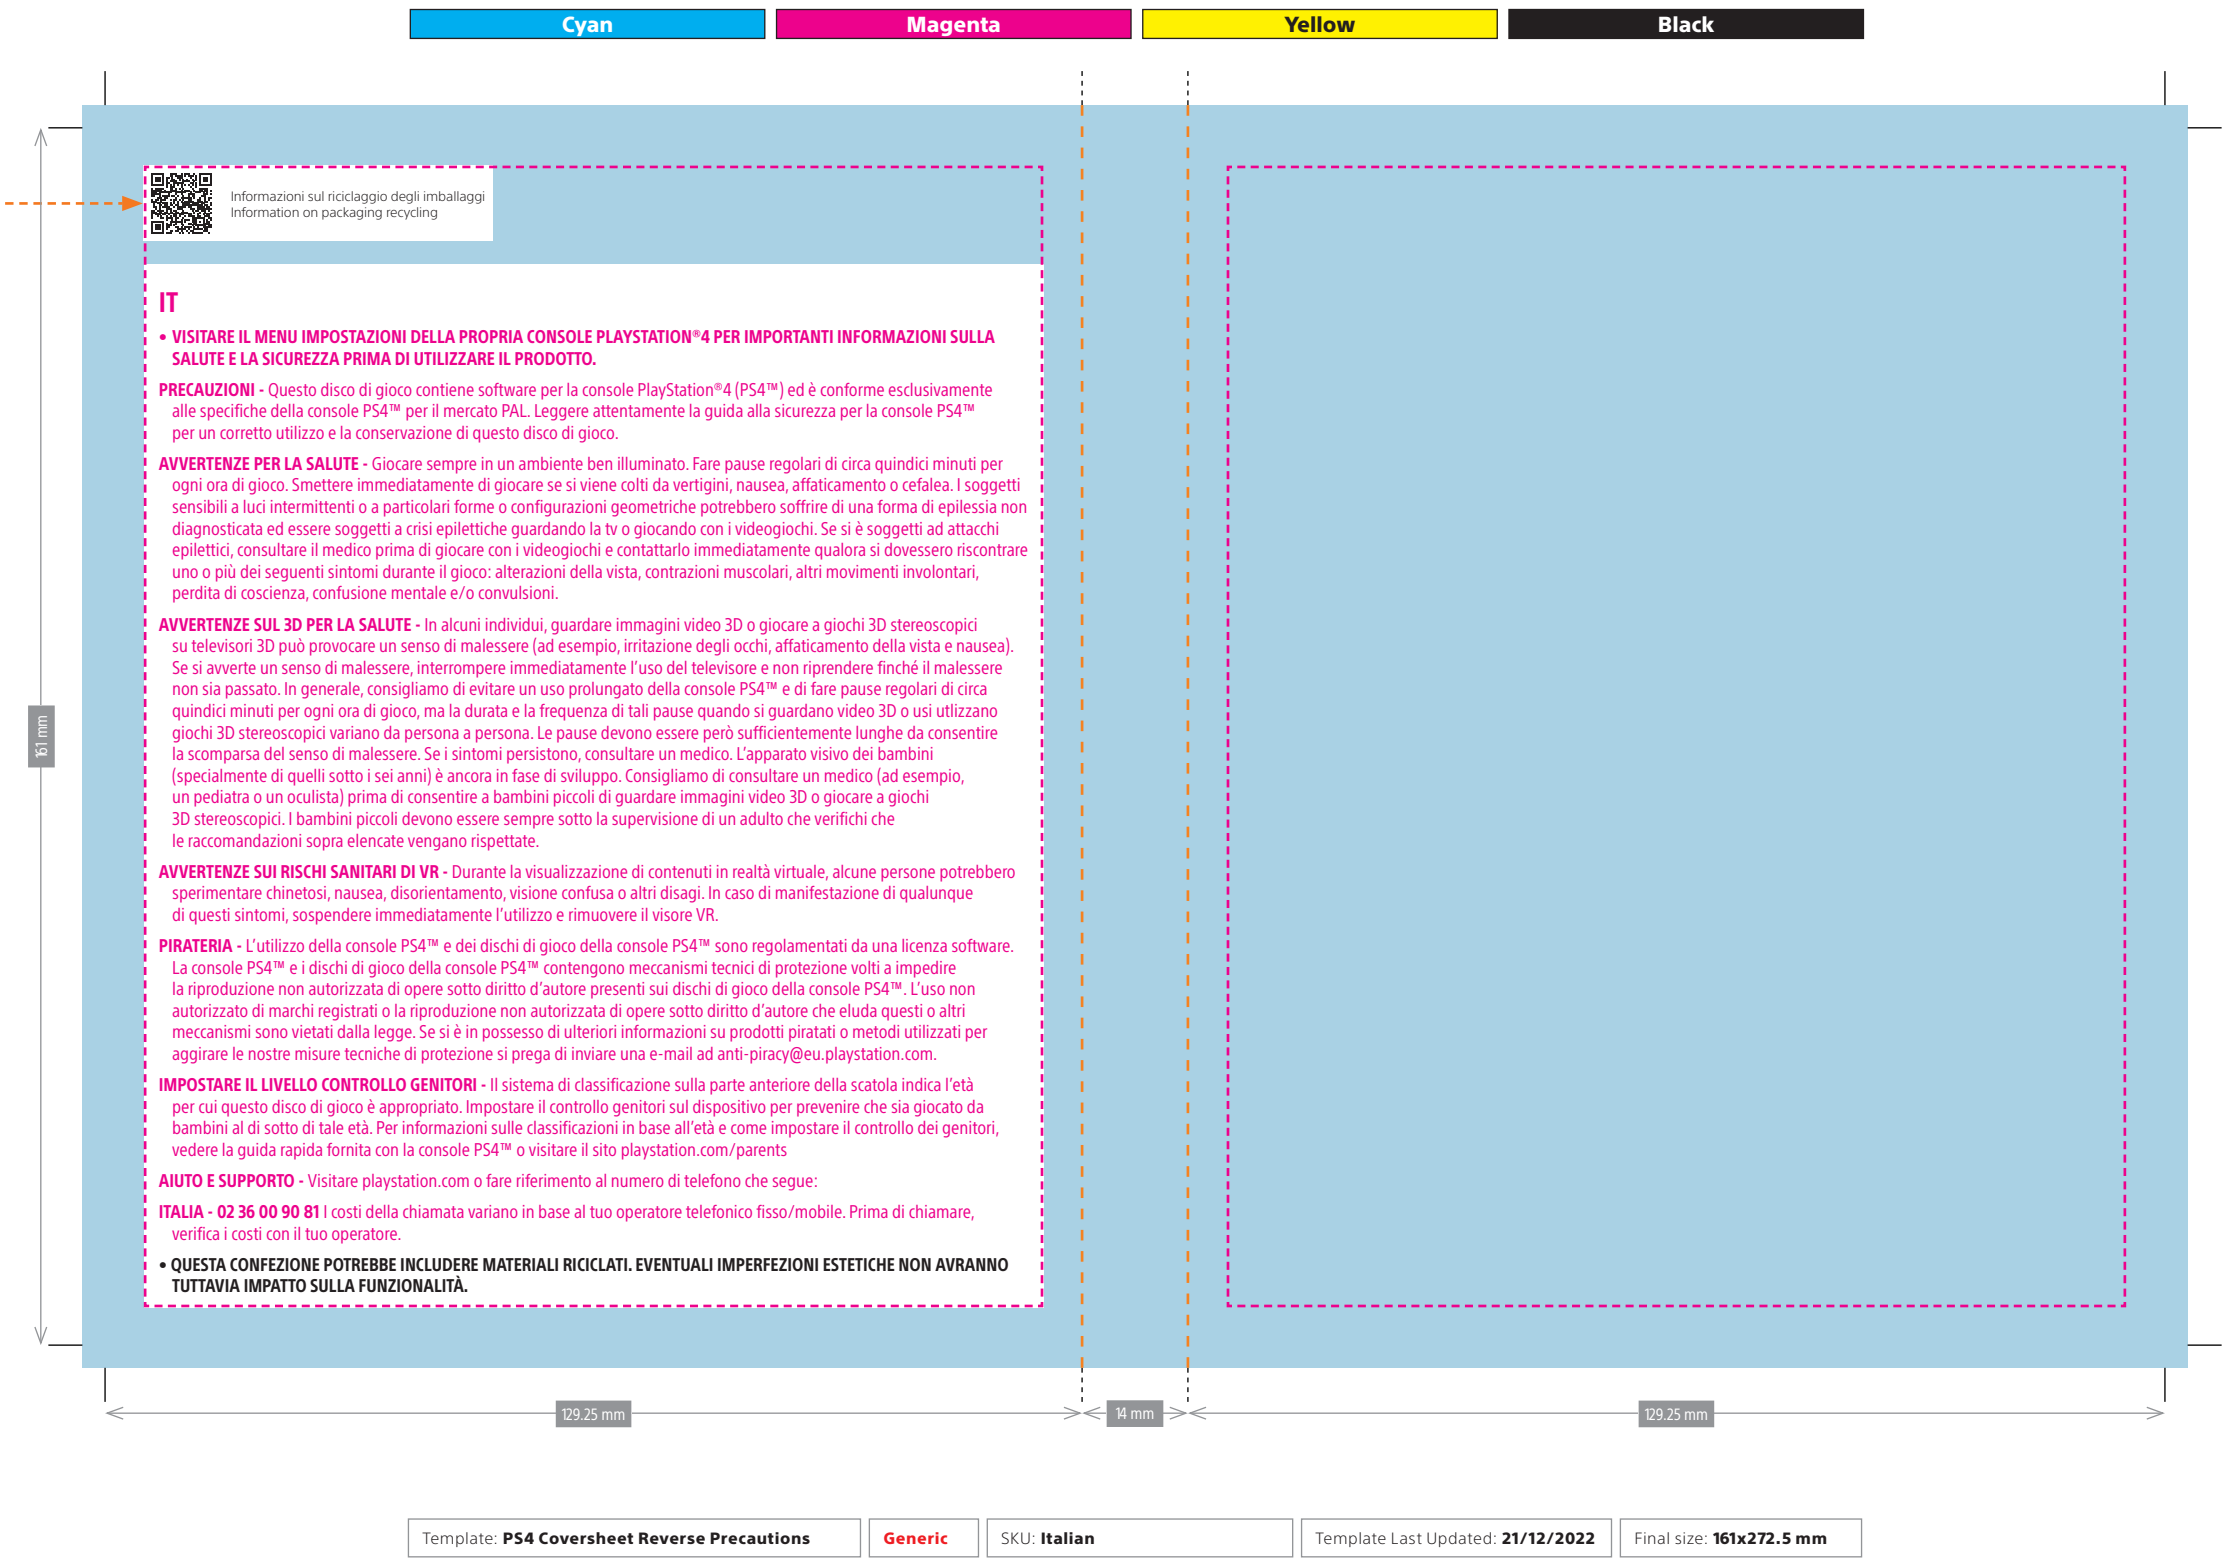 Cyan Magenta Yellow Black
Informazioni sul riciclaggio degli imballaggi
Information on packaging recycling
IT
• VISITARE IL MENU IMPOSTAZIONI DELLA PROPRIA CONSOLE PLAYSTATION®4 PER IMPORTANTI INFORMAZIONI SULLA
SALUTE E LA SICUREZZA PRIMA DI UTILIZZARE IL PRODOTTO.
PRECAUZIONI - Questo disco di gioco contiene software per la console PlayStation®4 (PS4™) ed è conforme esclusivamente
alle specifiche della console PS4™ per il mercato PAL. Leggere attentamente la guida alla sicurezza per la console PS4™
per un corretto utilizzo e la conservazione di questo disco di gioco.
AVVERTENZE PER LA SALUTE - Giocare sempre in un ambiente ben illuminato. Fare pause regolari di circa quindici minuti per
ogni ora di gioco. Smettere immediatamente di giocare se si viene colti da vertigini, nausea, affaticamento o cefalea. I soggetti
sensibili a luci intermittenti o a particolari forme o configurazioni geometriche potrebbero soffrire di una forma di epilessia non
diagnosticata ed essere soggetti a crisi epilettiche guardando la tv o giocando con i videogiochi. Se si è soggetti ad attacchi
epilettici, consultare il medico prima di giocare con i videogiochi e contattarlo immediatamente qualora si dovessero riscontrare
uno o più dei seguenti sintomi durante il gioco: alterazioni della vista, contrazioni muscolari, altri movimenti involontari,
perdita di coscienza, confusione mentale e/o convulsioni.
AVVERTENZE SUL 3D PER LA SALUTE - In alcuni individui, guardare immagini video 3D o giocare a giochi 3D stereoscopici
su televisori 3D può provocare un senso di malessere (ad esempio, irritazione degli occhi, affaticamento della vista e nausea).
Se si avverte un senso di malessere, interrompere immediatamente l'uso del televisore e non riprendere finché il malessere
non sia passato. In generale, consigliamo di evitare un uso prolungato della console PS4™ e di fare pause regolari di circa
quindici minuti per ogni ora di gioco, ma la durata e la frequenza di tali pause quando si guardano video 3D o usi utlizzano
giochi 3D stereoscopici variano da persona a persona. Le pause devono essere però sufficientemente lunghe da consentire
la scomparsa del senso di malessere. Se i sintomi persistono, consultare un medico. L'apparato visivo dei bambini
(specialmente di quelli sotto i sei anni) è ancora in fase di sviluppo. Consigliamo di consultare un medico (ad esempio,
un pediatra o un oculista) prima di consentire a bambini piccoli di guardare immagini video 3D o giocare a giochi
3D stereoscopici. I bambini piccoli devono essere sempre sotto la supervisione di un adulto che verifichi che
le raccomandazioni sopra elencate vengano rispettate.
AVVERTENZE SUI RISCHI SANITARI DI VR - Durante la visualizzazione di contenuti in realtà virtuale, alcune persone potrebbero
sperimentare chinetosi, nausea, disorientamento, visione confusa o altri disagi. In caso di manifestazione di qualunque
di questi sintomi, sospendere immediatamente l'utilizzo e rimuovere il visore VR.
PIRATERIA - L'utilizzo della console PS4™ e dei dischi di gioco della console PS4™ sono regolamentati da una licenza software.
La console PS4™ e i dischi di gioco della console PS4™ contengono meccanismi tecnici di protezione volti a impedire
la riproduzione non autorizzata di opere sotto diritto d'autore presenti sui dischi di gioco della console PS4™. L'uso non
autorizzato di marchi registrati o la riproduzione non autorizzata di opere sotto diritto d'autore che eluda questi o altri
meccanismi sono vietati dalla legge. Se si è in possesso di ulteriori informazioni su prodotti piratati o metodi utilizzati per
aggirare le nostre misure tecniche di protezione si prega di inviare una e-mail ad anti-piracy@eu.playstation.com.
IMPOSTARE IL LIVELLO CONTROLLO GENITORI - Il sistema di classificazione sulla parte anteriore della scatola indica l'età
per cui questo disco di gioco è appropriato. Impostare il controllo genitori sul dispositivo per prevenire che sia giocato da
bambini al di sotto di tale età. Per informazioni sulle classificazioni in base all'età e come impostare il controllo dei genitori,
vedere la guida rapida fornita con la console PS4™ o visitare il sito playstation.com/parents
AIUTO E SUPPORTO - Visitare playstation.com o fare riferimento al numero di telefono che segue:
ITALIA - 02 36 00 90 81 I costi della chiamata variano in base al tuo operatore telefonico fisso/mobile. Prima di chiamare,
verifica i costi con il tuo operatore.
• QUESTA CONFEZIONE POTREBBE INCLUDERE MATERIALI RICICLATI. EVENTUALI IMPERFEZIONI ESTETICHE NON AVRANNO
TUTTAVIA IMPATTO SULLA FUNZIONALITÀ.
161 mm
129.25 mm 14 mm 129.25 mm
Template: PS4 Coversheet Reverse Precautions Generic SKU: Italian Template Last Updated: 21/12/2022 Final size: 161x272.5 mm